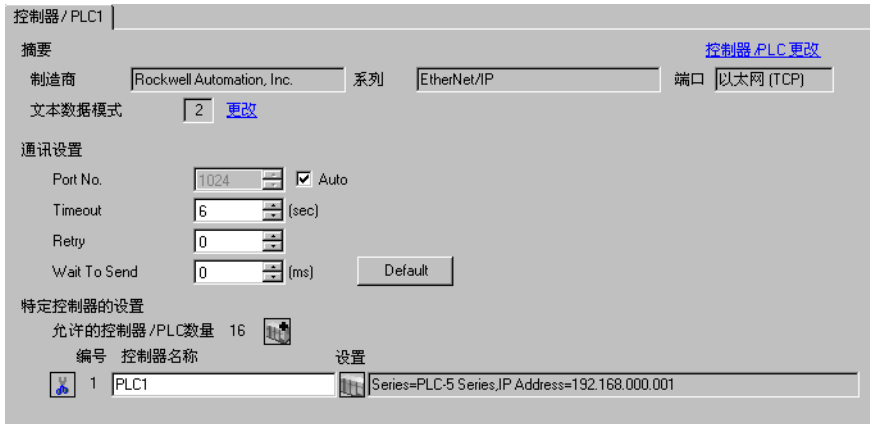 控制器/PLC1
摘要 控制器/PLC更改
制造商 Rockwell Automation, Inc. 系列 EtherNet/IP 端口 以太网 (TCP)
文本数据模式 2 更改
通讯设置
Port No. 1024 Auto
Timeout 6 (sec)
Retry 0
Wait To Send 0 (ms) Default
特定控制器的设置
允许的控制器/PLC数量 16
编号 控制器名称 设置
1 PLC1 Series=PLC-5 Series,IP Address=192.168.000.001